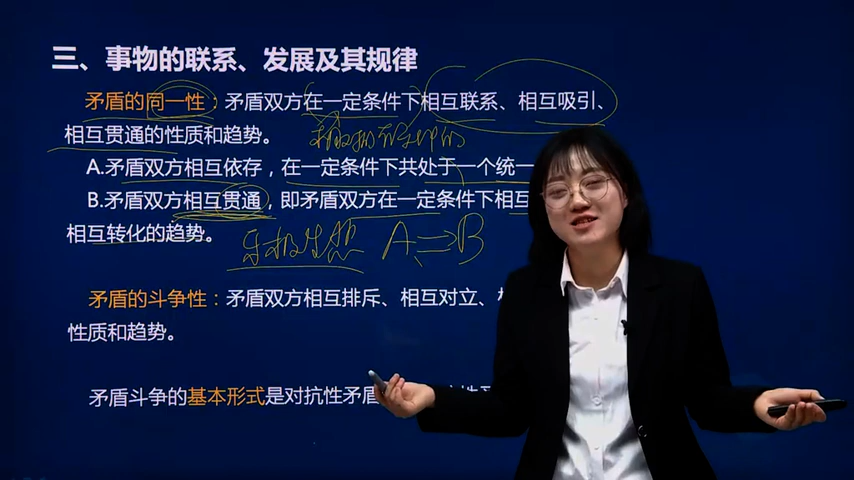 三、事物的联系、发展及其规律
矛盾的同一性：矛盾双方在一定条件下相互联系、相互吸引、
相互贯通的性质和趋势。
A.矛盾双方相互依存，在一定条件下共处于一个统一
B.矛盾双方相互贯通，即矛盾双方在一定条件下相互
相互转化的趋势。
乐极生悲 A B
矛盾的斗争性：矛盾双方相互排斥、相互对立、
性质和趋势。
矛盾斗争的基本形式是对抗性矛盾